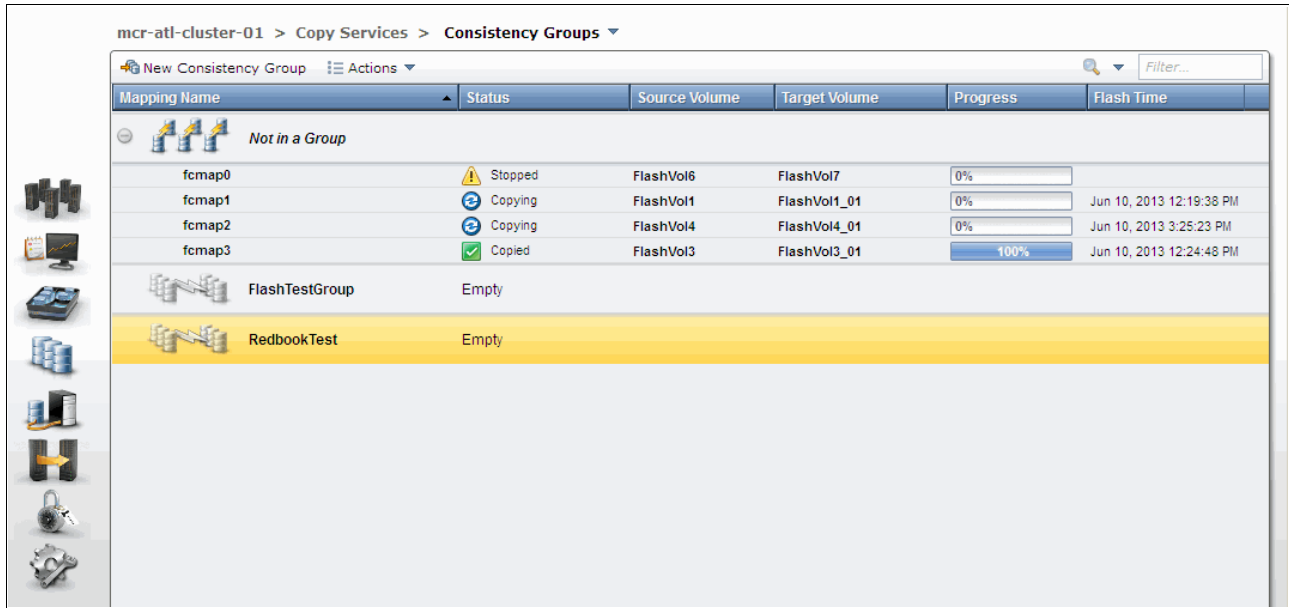 mcr-atl-cluster-01 > Copy Services > Consistency Groups
New Consistency Group Actions Filter...
Mapping Name Status Source Volume Target Volume Progress Flash Time
Not in a Group
fcmap0 Stopped FlashVol6 FlashVol7 0%
fcmap1 Copying FlashVol1 FlashVol1_01 0% Jun 10, 2013 12:19:38 PM
fcmap2 Copying FlashVol4 FlashVol4_01 0% Jun 10, 2013 3:25:23 PM
fcmap3 Copied FlashVol3 FlashVol3_01 100% Jun 10, 2013 12:24:48 PM
FlashTestGroup Empty
RedbookTest Empty